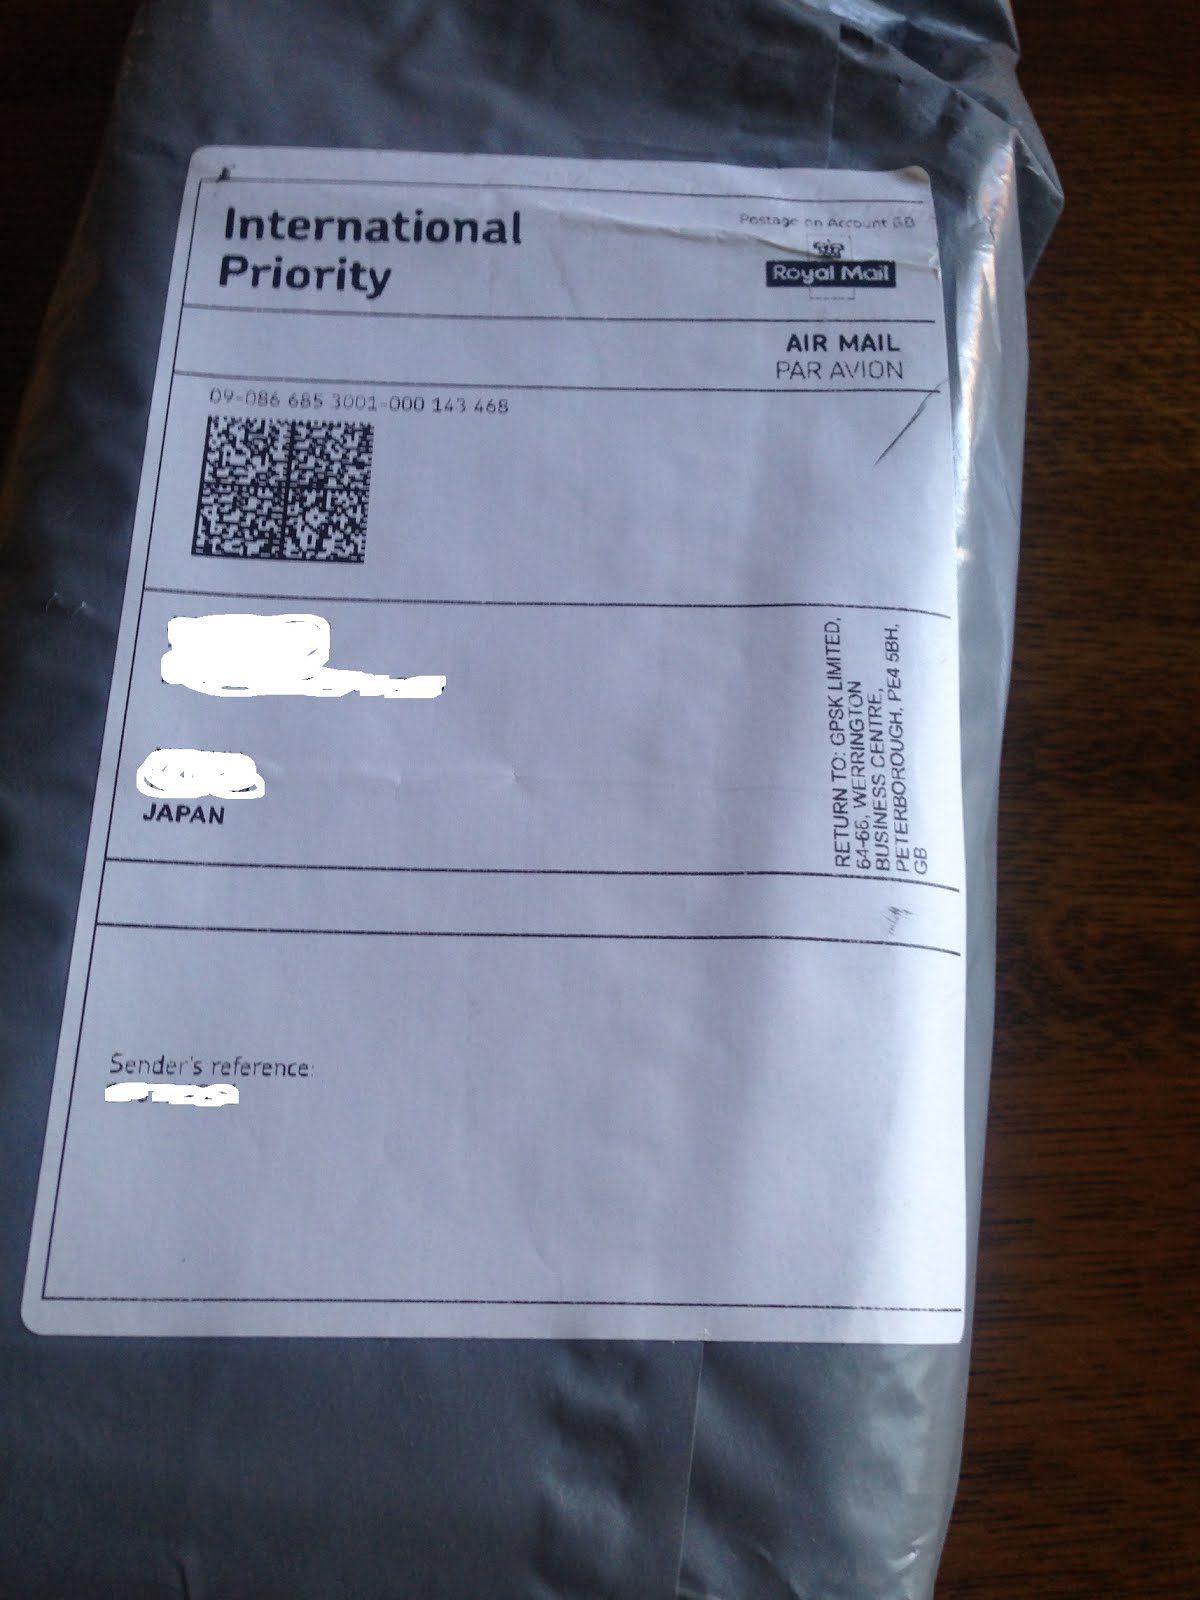 International
Priority
Postage on Account GB
Royal Mail
AIR MAIL
PAR AVION
09-086 685 3001-000 143 468
JAPAN
RETURN TO: GPSK LIMITED,
64-66, WERRINGTON
BUSINESS CENTRE,
PETERBOROUGH, PE4 5BH,
GB
Sender's reference: